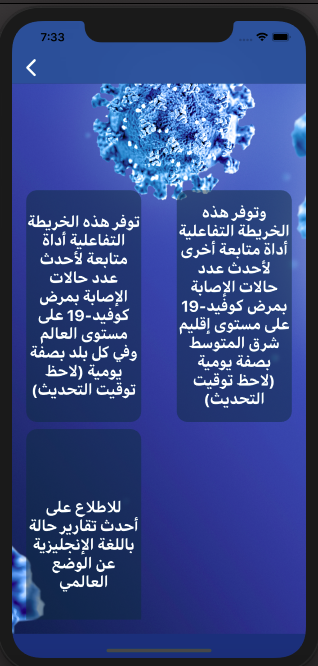 7:33
وتوفر هذه
الخريطة التفاعلية
أداة متابعة أخرى
لأحدث عدد
حالات الإصابة
بمرض كوفيد-19
على مستوى إقليم
شرق المتوسط
بصفة يومية
(لاحظ توقيت
التحديث)
توفر هذه الخريطة
التفاعلية أداة
متابعة لأحدث
عدد حالات
الإصابة بمرض
كوفيد-19 على
مستوى العالم
وفي كل بلد بصفة
يومية (لاحظ
توقيت التحديث)
للاطلاع على
أحدث تقارير حالة
باللغة الإنجليزية
عن الوضع
العالمي